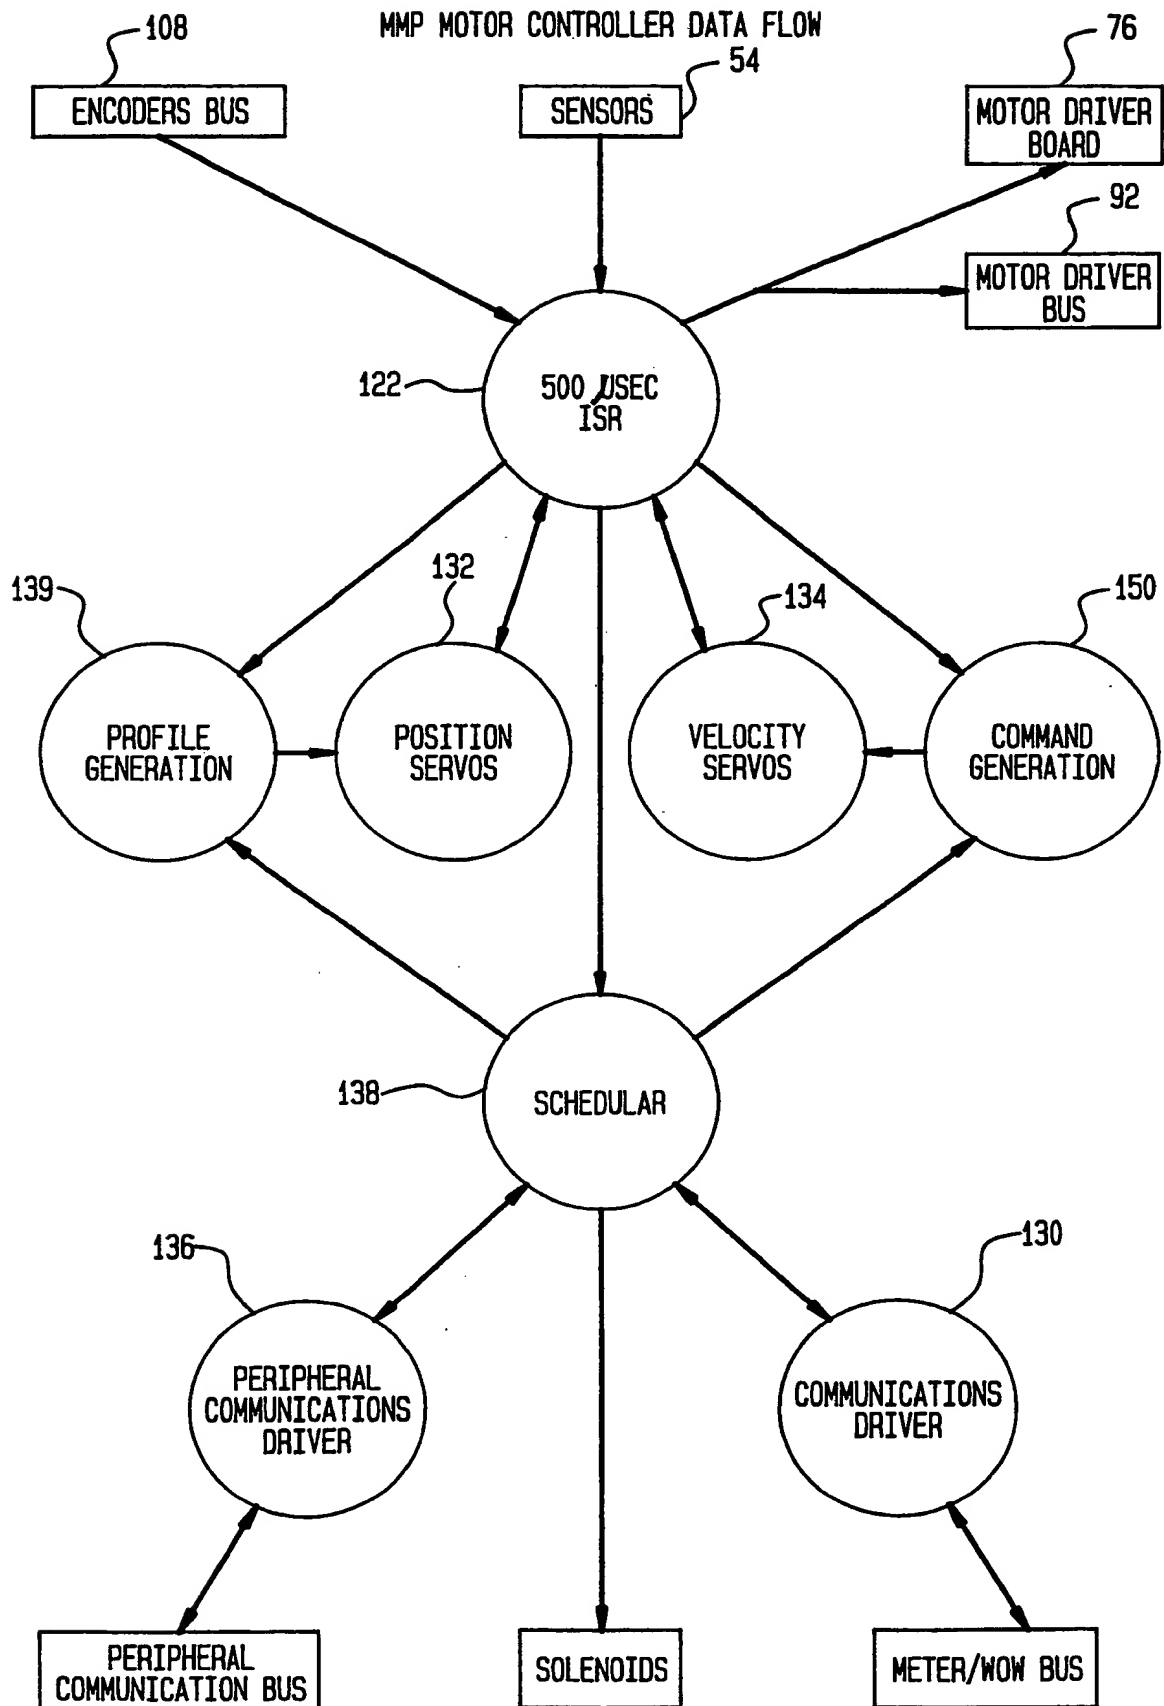 MMP MOTOR CONTROLLER DATA FLOW
108
54
76
ENCODERS BUS
SENSORS
MOTOR DRIVER
BOARD
92
MOTOR DRIVER
BUS
122
500 µSEC
ISR
139
132
134
150
PROFILE
GENERATION
POSITION
SERVOS
VELOCITY
SERVOS
COMMAND
GENERATION
138
SCHEDULAR
136
130
PERIPHERAL
COMMUNICATIONS
DRIVER
COMMUNICATIONS
DRIVER
PERIPHERAL
COMMUNICATION BUS
SOLENOIDS
METER/WOW BUS